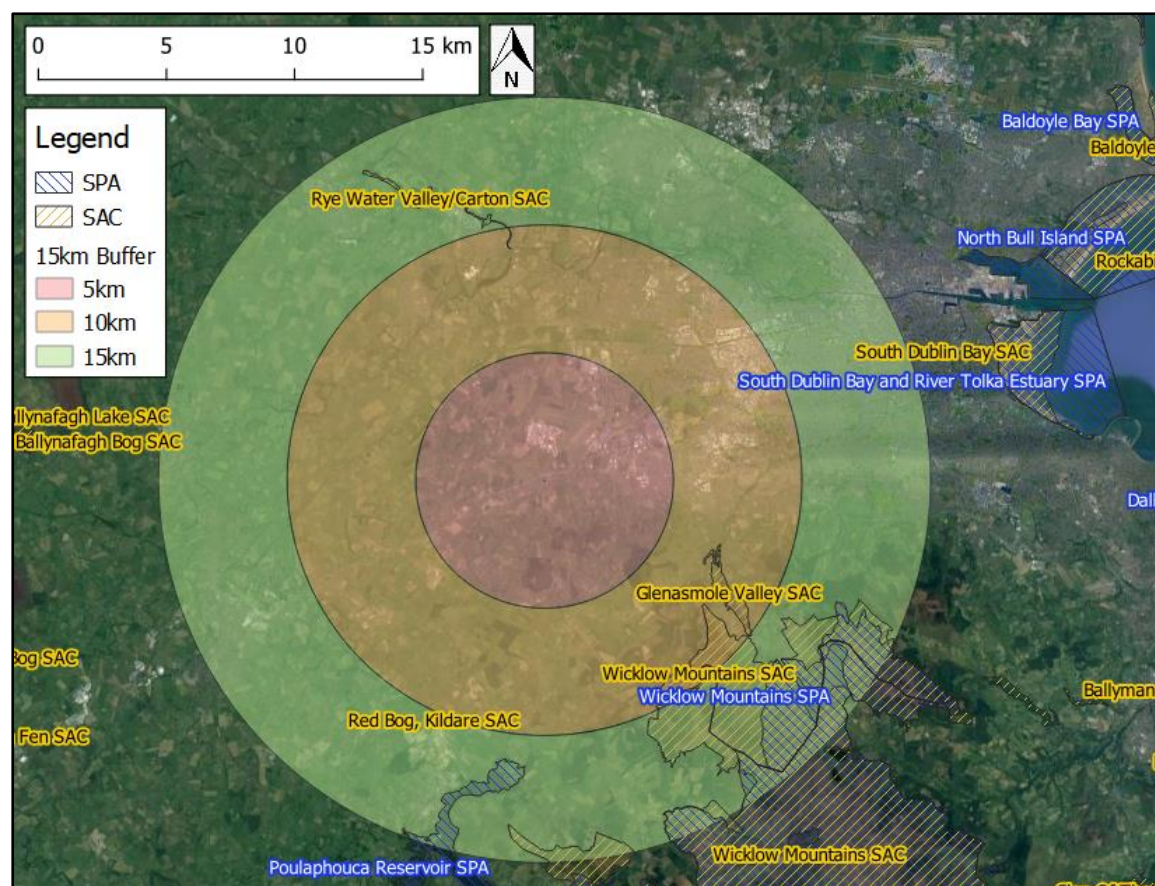 0 5 10 15 km
N
Legend
SPA
SAC
15km Buffer
5km
10km
15km
Baldoyle Bay SPA
Baldoyle
Rye Water Valley/Carton SAC
North Bull Island SPA
Rockabi
South Dublin Bay SAC
South Dublin Bay and River Tolka Estuary SPA
llynafagh Lake SAC
Ballynafagh Bog SAC
Dall
Glenasmole Valley SAC
Bog SAC
Wicklow Mountains SAC
Wicklow Mountains SPA
Ballyman
Red Bog, Kildare SAC
Fen SAC
Wicklow Mountains SAC
Poulaphouca Reservoir SPA